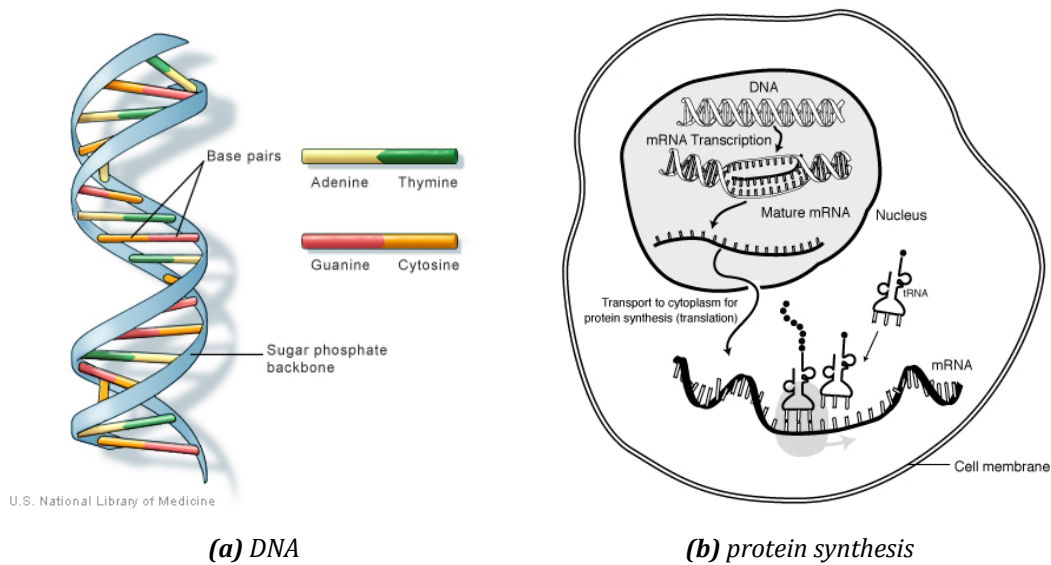 Base pairs
Adenine Thymine
Guanine Cytosine
Sugar phosphate
backbone
U.S. National Library of Medicine
(a) DNA
DNA
mRNA Transcription
Mature mRNA
Nucleus
Transport to cytoplasm for
protein synthesis (translation)
tRNA
mRNA
Cell membrane
(b) protein synthesis